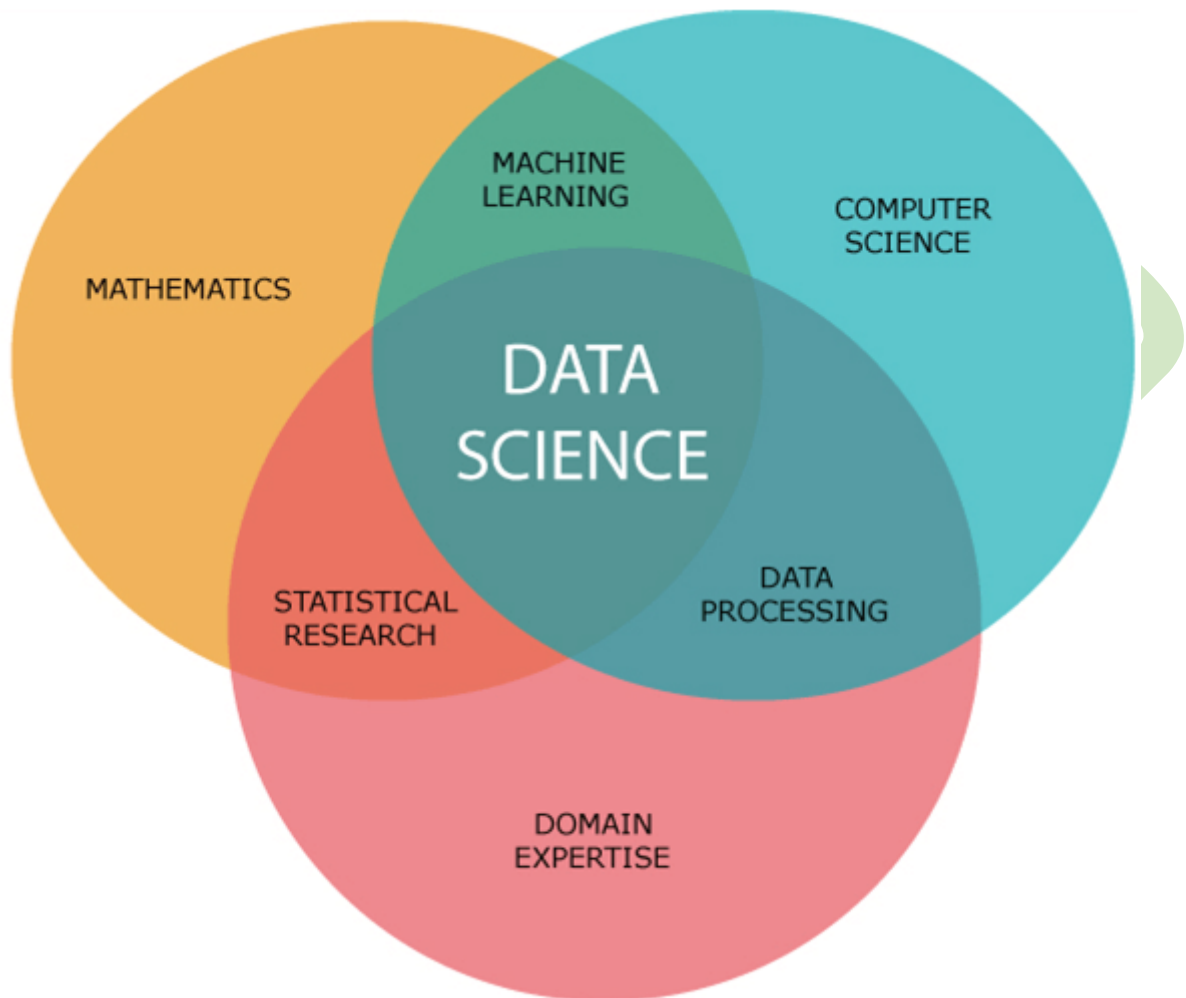 MACHINE
LEARNING
COMPUTER
SCIENCE
MATHEMATICS
DATA
SCIENCE
STATISTICAL
RESEARCH
DATA
PROCESSING
DOMAIN
EXPERTISE